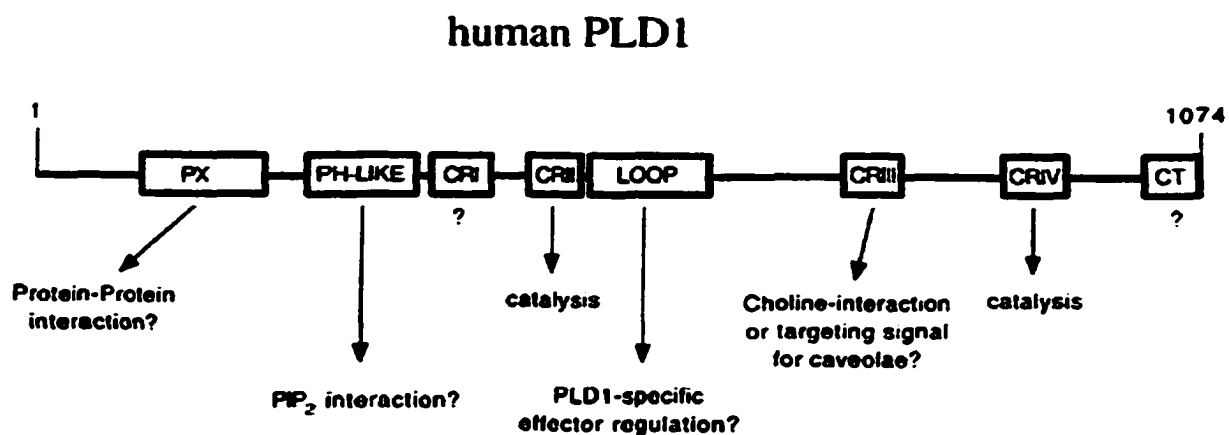 human PLD1
1
1074
PX
PH-LIKE
CRI
CRII
LOOP
CRIII
CRIV
CT
?
?
Protein-Protein
interaction?
catalysis
Choline-interaction
or targeting signal
for caveolae?
catalysis
PIP₂ interaction?
PLD1-specific
effector regulation?